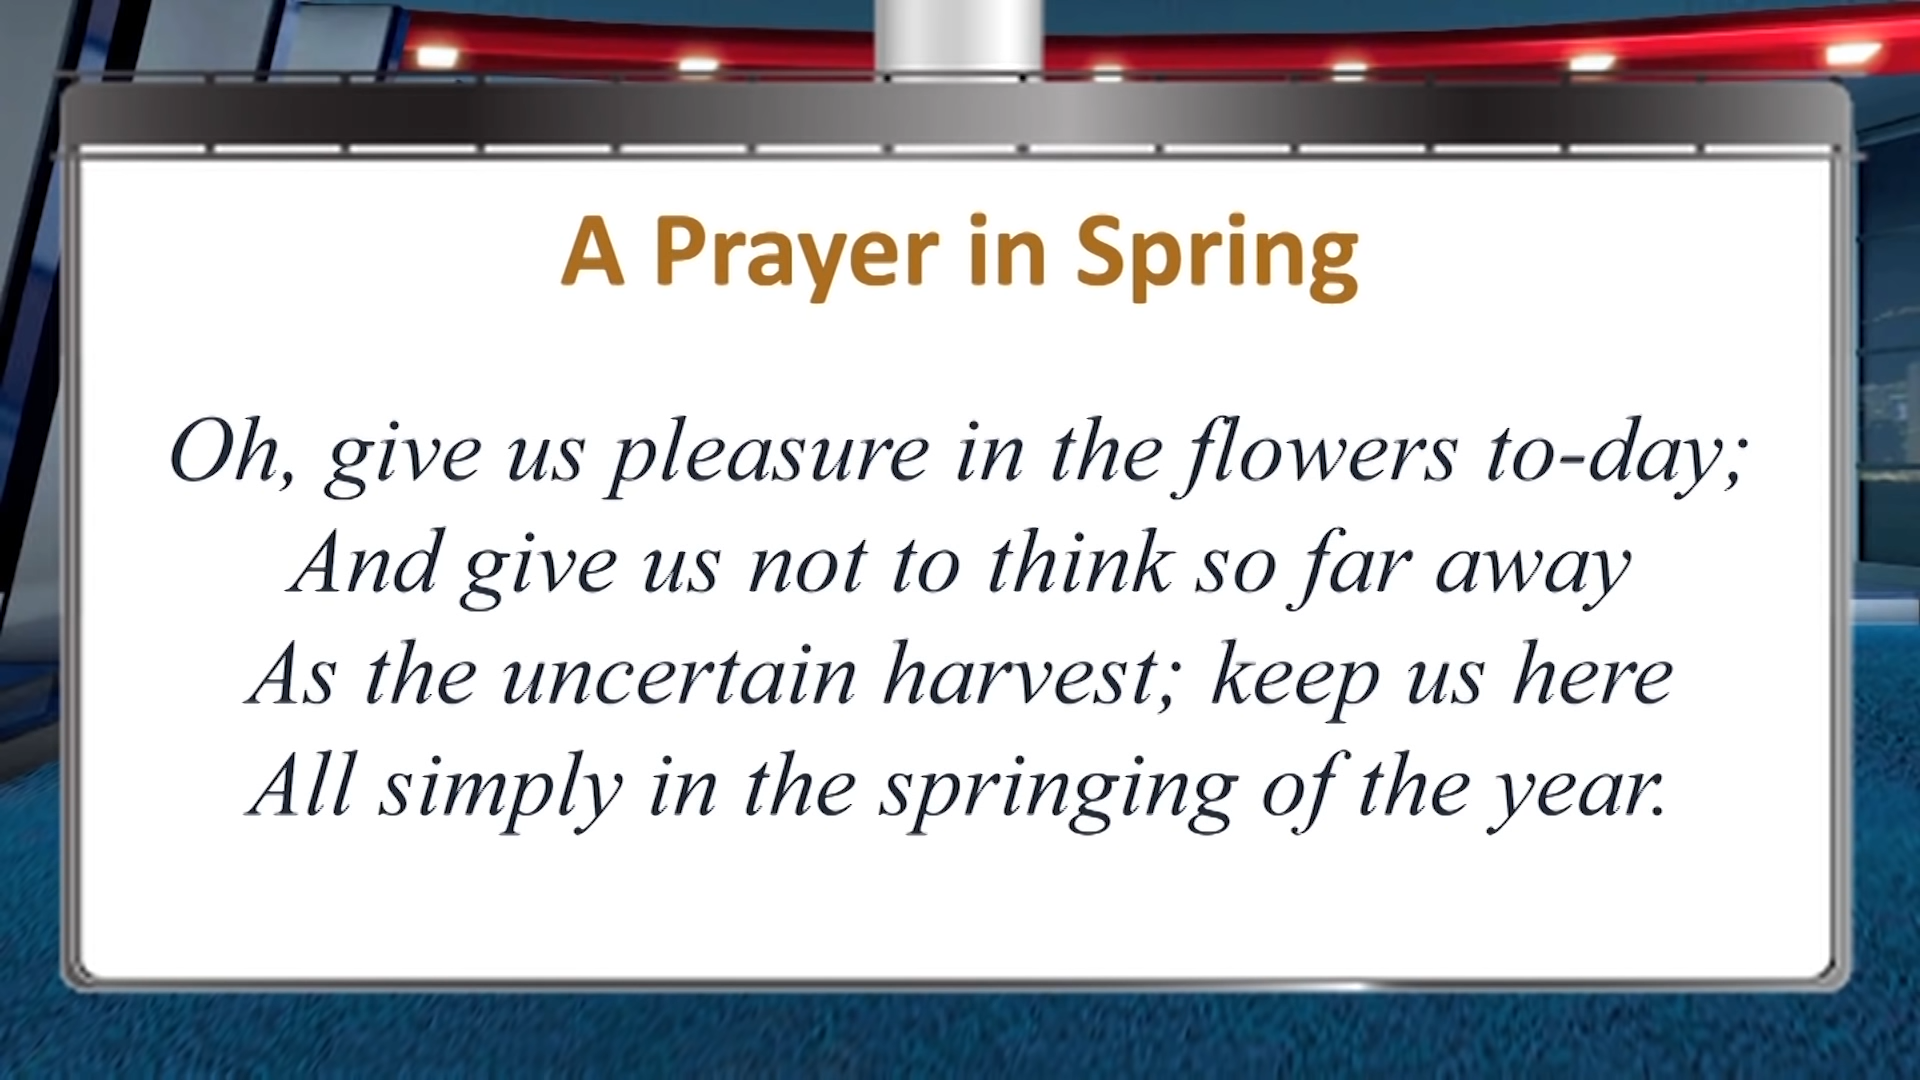 A Prayer in Spring
Oh, give us pleasure in the flowers to-day;
And give us not to think so far away
As the uncertain harvest; keep us here
All simply in the springing of the year.